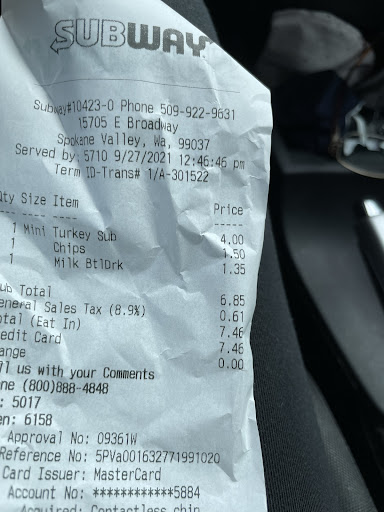 SUBWAY
Subway#10423-0 Phone 509-922-9631
15705 E Broadway
Spokane Valley, Wa, 99037
Served by: 5710 9/27/2021 12:46:46 pm
Term ID-Trans# 1/A-301522
ty Size Item Price
1 Mini Turkey Sub 4.00
1 Chips 1.50
1 Milk BtlDrk 1.35
ub Total 6.85
eneral Sales Tax (8.9%) 0.61
otal (Eat In) 7.46
edit Card 7.46
ange 0.00
ll us with your Comments
ne (800)888-4848
: 5017
en: 6158
Approval No: 09361W
Reference No: 5PVa001632771991020
Card Issuer: MasterCard
Account No: ************5884
Acquired: Contactless chip